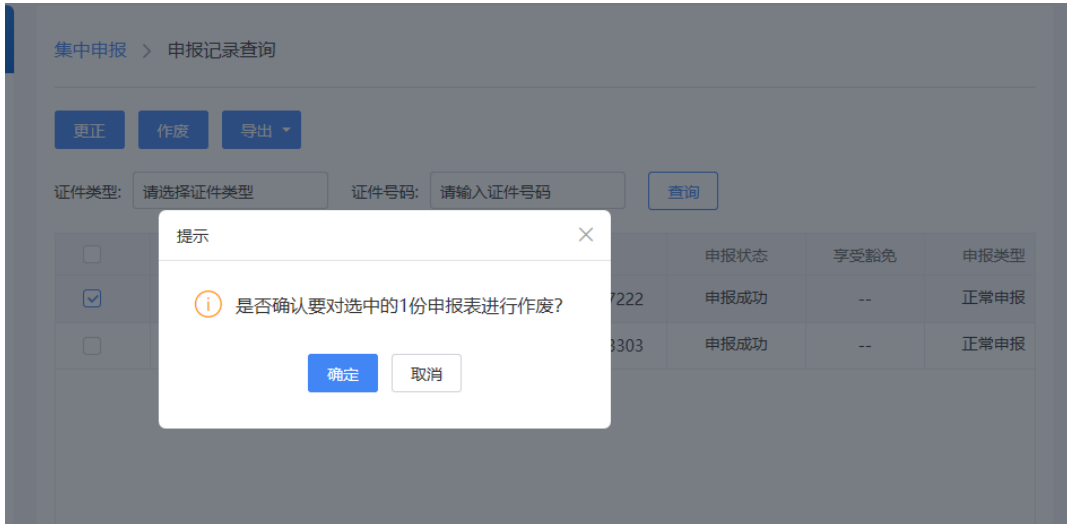 集中申报 > 申报记录查询
更正 作废 导出
证件类型: 请选择证件类型 证件号码: 请输入证件号码 查询
提示
申报状态 享受豁免 申报类型
7222 申报成功 -- 正常申报
是否确认要对选中的1份申报表进行作废?
3303 申报成功 -- 正常申报
确定 取消